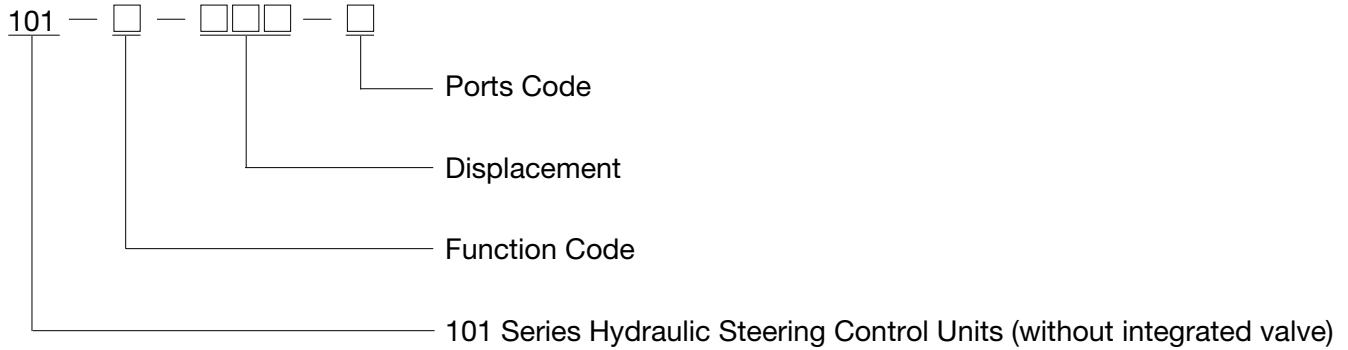 101 — □ — □□□ — □
Ports Code
Displacement
Function Code
101 Series Hydraulic Steering Control Units (without integrated valve)